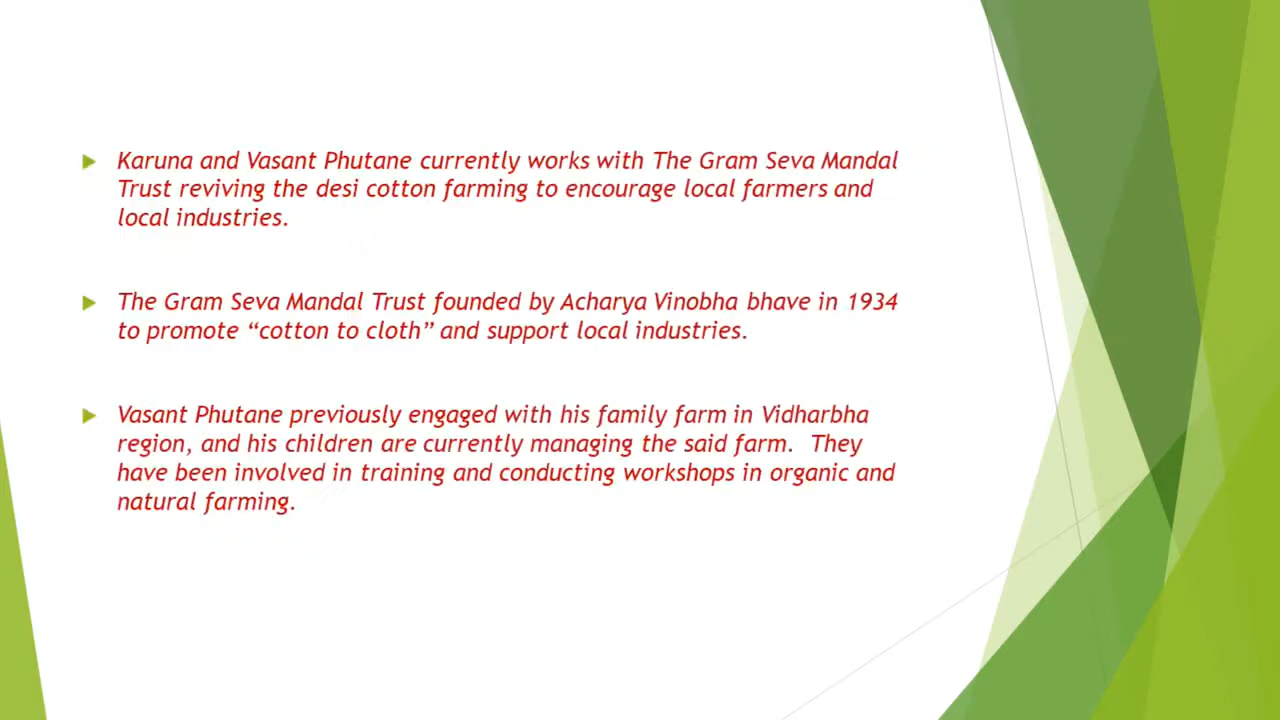 Karuna and Vasant Phutane currently works with The Gram Seva Mandal
Trust reviving the desi cotton farming to encourage local farmers and
local industries.
The Gram Seva Mandal Trust founded by Acharya Vinobha bhave in 1934
to promote “cotton to cloth” and support local industries.
Vasant Phutane previously engaged with his family farm in Vidharbha
region, and his children are currently managing the said farm.  They
have been involved in training and conducting workshops in organic and
natural farming.